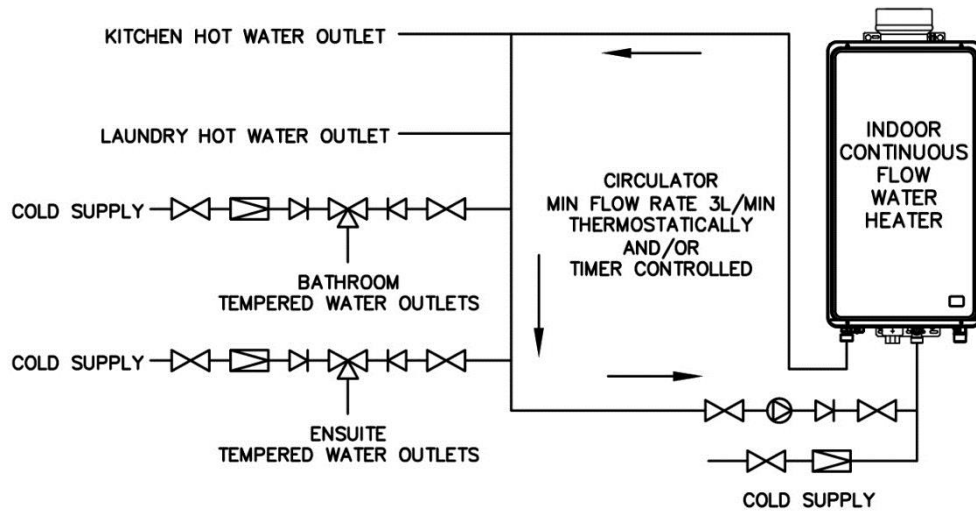 KITCHEN HOT WATER OUTLET
LAUNDRY HOT WATER OUTLET
COLD SUPPLY
BATHROOM
TEMPERED WATER OUTLETS
COLD SUPPLY
ENSUITE
TEMPERED WATER OUTLETS
CIRCULATOR
MIN FLOW RATE 3L/MIN
THERMOSTATICALLY
AND/OR
TIMER CONTROLLED
INDOOR
CONTINUOUS
FLOW
WATER
HEATER
COLD SUPPLY